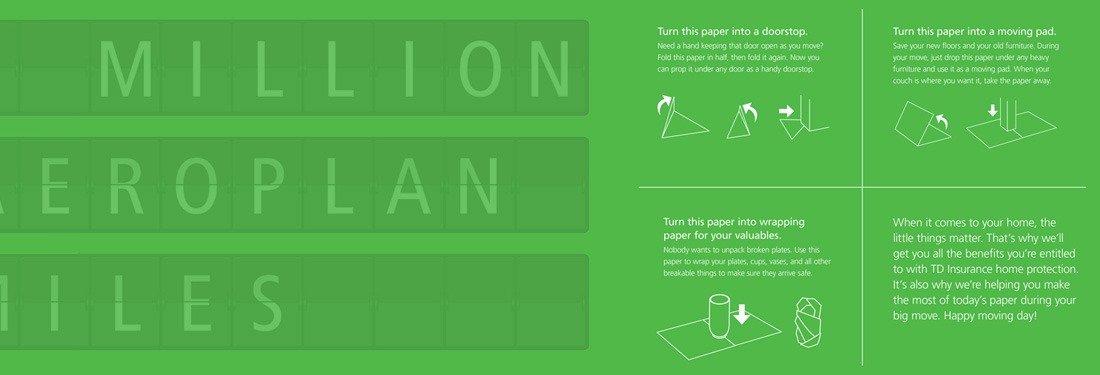 MILLION
AEROPLAN
MILES
Turn this paper into a doorstop.
Need a hand keeping that door open as you move?
Fold this paper in half, then fold it again. Now you
can prop it under any door as a handy doorstop.
Turn this paper into a moving pad.
Save your new floors and your old furniture. During
your move, just drop this paper under any heavy
furniture and use it as a moving pad. When your
couch is where you want it, take the paper away.
Turn this paper into wrapping
paper for your valuables.
Nobody wants to unpack broken plates. Use this
paper to wrap your plates, cups, vases, and all other
breakable things to make sure they arrive safe.
When it comes to your home, the
little things matter. That's why we'll
get you all the benefits you're entitled
to with TD Insurance home protection.
It's also why we're helping you make
the most of today's paper during your
big move. Happy moving day!